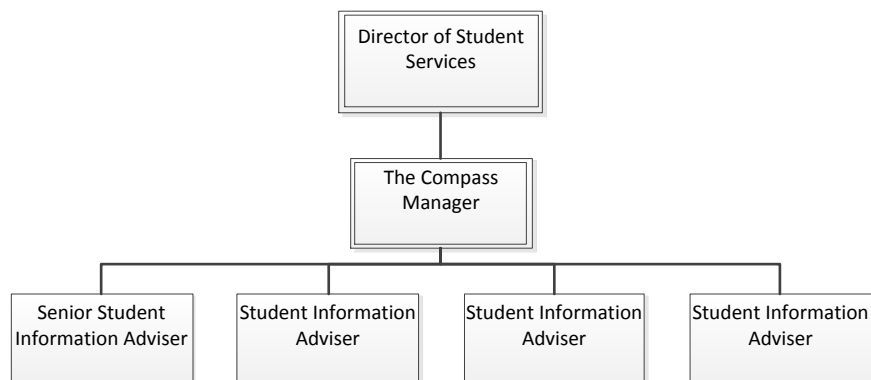 Director of Student
Services
The Compass
Manager
Senior Student
Information Adviser
Student Information
Adviser
Student Information
Adviser
Student Information
Adviser